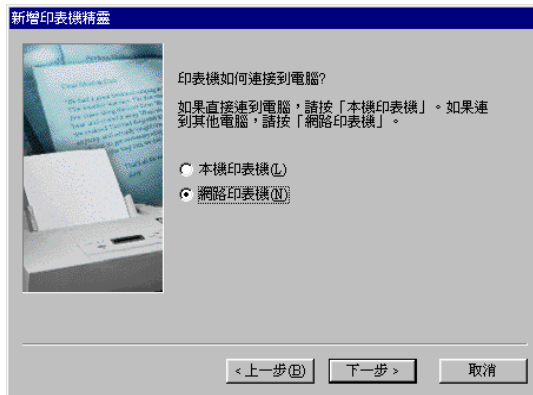 新增印表機精靈
印表機如何連接到電腦?
如果直接連到電腦，請按「本機印表機」。如果連
到其他電腦，請按「網路印表機」。
本機印表機(L)
網路印表機(N)
<上一步(B)
下一步>
取消